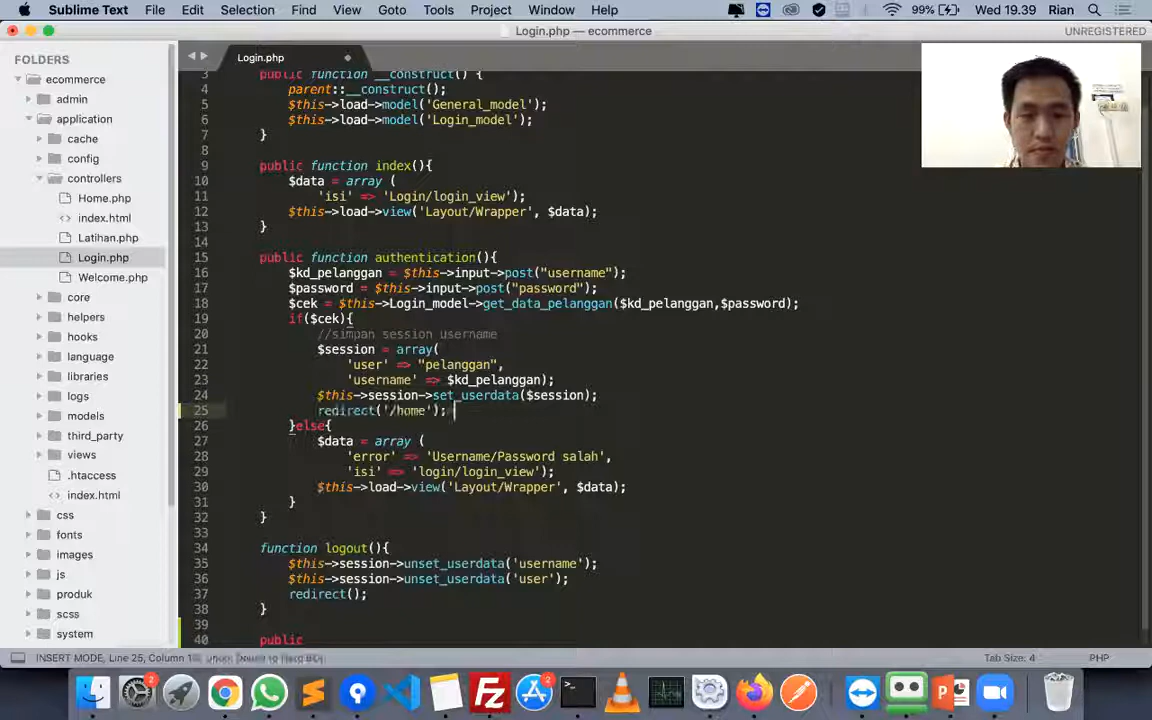 Sublime Text File Edit Selection Find View Goto Tools Project Window Help 99% Wed 19.39 Rian
Login.php — ecommerce UNREGISTERED
FOLDERS
ecommerce
admin
application
cache
config
controllers
Home.php
index.html
Latihan.php
Login.php
Welcome.php
core
helpers
hooks
language
libraries
logs
models
third_party
views
.htaccess
index.html
css
fonts
images
js
produk
scss
system
Login.php
3 public function __construct() {
4 parent::__construct();
5 $this->load->model('General_model');
6 $this->load->model('Login_model');
7 }
8
9 public function index(){
10 $data = array (
11 'isi' => 'Login/login_view');
12 $this->load->view('Layout/Wrapper', $data);
13 }
14
15 public function authentication(){
16 $kd_pelanggan = $this->input->post("username");
17 $password = $this->input->post("password");
18 $cek = $this->Login_model->get_data_pelanggan($kd_pelanggan,$password);
19 if($cek){
20 //simpan session username
21 $session = array(
22 'user' => "pelanggan",
23 'username' => $kd_pelanggan);
24 $this->session->set_userdata($session);
25 redirect('/home');
26 }else{
27 $data = array (
28 'error' => 'Username/Password salah',
29 'isi' => 'login/login_view');
30 $this->load->view('Layout/Wrapper', $data);
31 }
32 }
33
34 function logout(){
35 $this->session->unset_userdata('username');
36 $this->session->unset_userdata('user');
37 redirect();
38 }
39
40 public
INSERT MODE, Line 25, Column Tab Size: 4 PHP
2
2